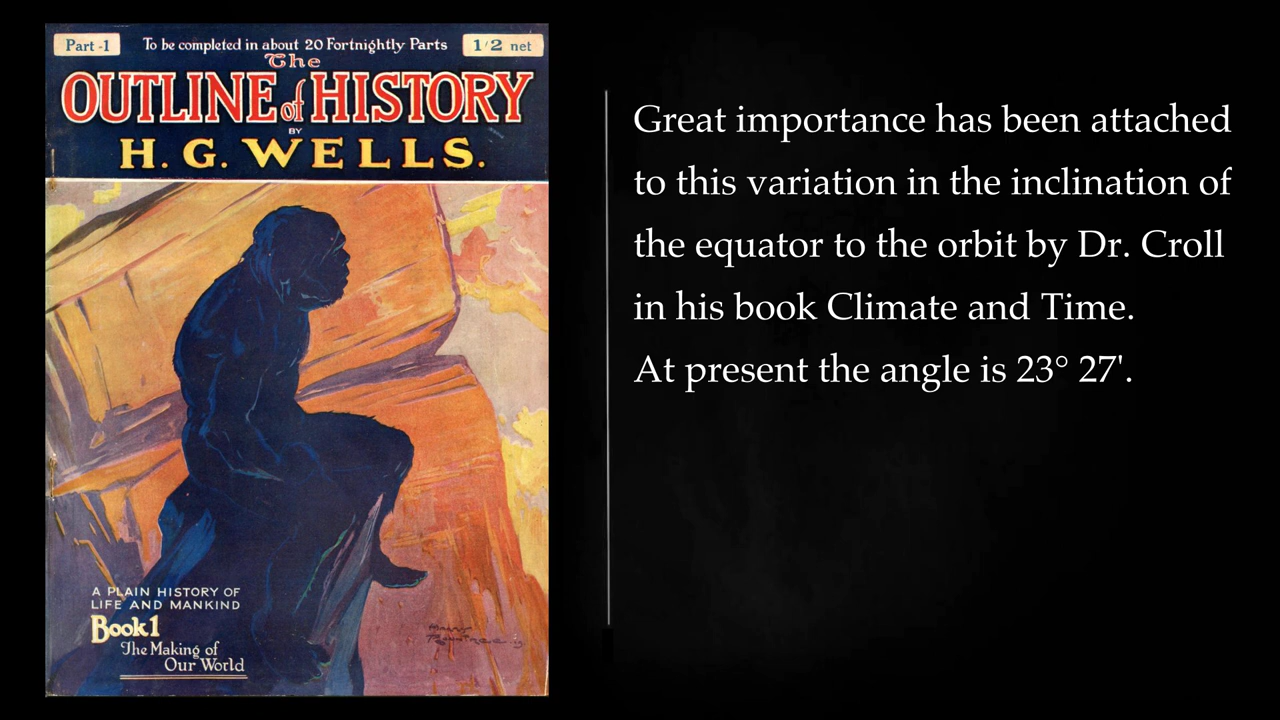 Part -1
To be completed in about 20 Fortnightly Parts
1/2 net
The
OUTLINE of HISTORY
BY
H. G. WELLS.
A PLAIN HISTORY OF
LIFE AND MANKIND
Book 1
The Making of
Our World
Great importance has been attached
to this variation in the inclination of
the equator to the orbit by Dr. Croll
in his book Climate and Time.
At present the angle is 23° 27'.